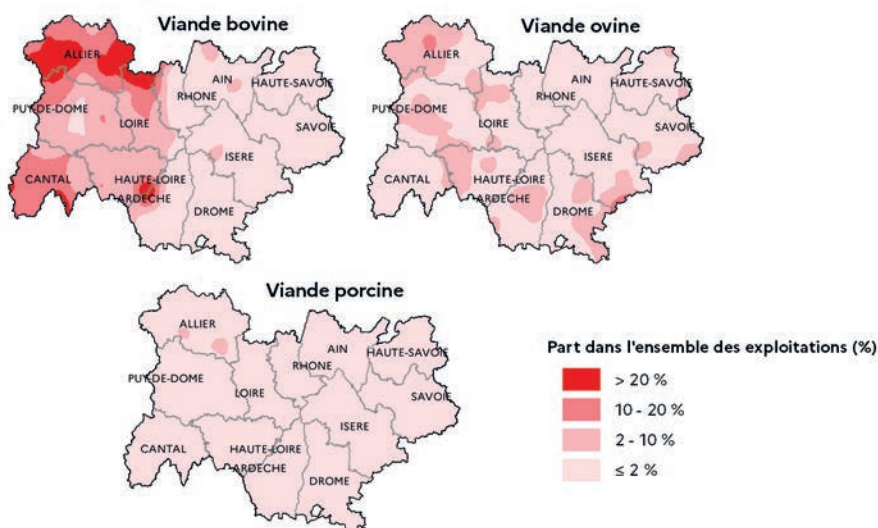 Viande bovine
ALLIER
PUY-DE-DOME
LOIRE
RHONE
AIN
HAUTE-SAVOIE
SAVOIE
ISERE
CANTAL
HAUTE-LOIRE
ARDECHE
DROME
Viande ovine
ALLIER
PUY-DE-DOME
LOIRE
RHONE
AIN
HAUTE-SAVOIE
SAVOIE
ISERE
CANTAL
HAUTE-LOIRE
ARDECHE
DROME
Viande porcine
ALLIER
PUY-DE-DOME
LOIRE
RHONE
AIN
HAUTE-SAVOIE
SAVOIE
ISERE
CANTAL
HAUTE-LOIRE
ARDECHE
DROME
Part dans l'ensemble des exploitations (%)
> 20 %
10 - 20 %
2 - 10 %
≤ 2 %